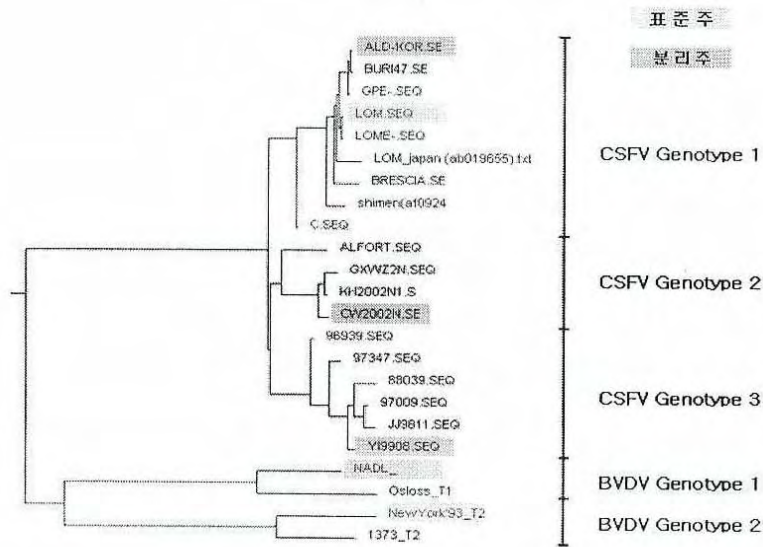 표 준 주
분 리 주
ALD-KOR.SE
BURI47.SE
GPE-.SEQ
LOM.SEQ
LOME-.SEQ
LOM_japan (ab019655).txt
BRESCIA.SE
shimen(af0924
C.SEQ
CSFV Genotype 1
ALFORT.SEQ
GXWZ2N.SEQ
KH2002N1.S
CW2002N.SE
CSFV Genotype 2
96939.SEQ
97347.SEQ
88039.SEQ
97009.SEQ
JJ9811.SEQ
YI9908.SEQ
CSFV Genotype 3
NADL_
Osloss_T1
BVDV Genotype 1
NewYork'93_T2
1373_T2
BVDV Genotype 2